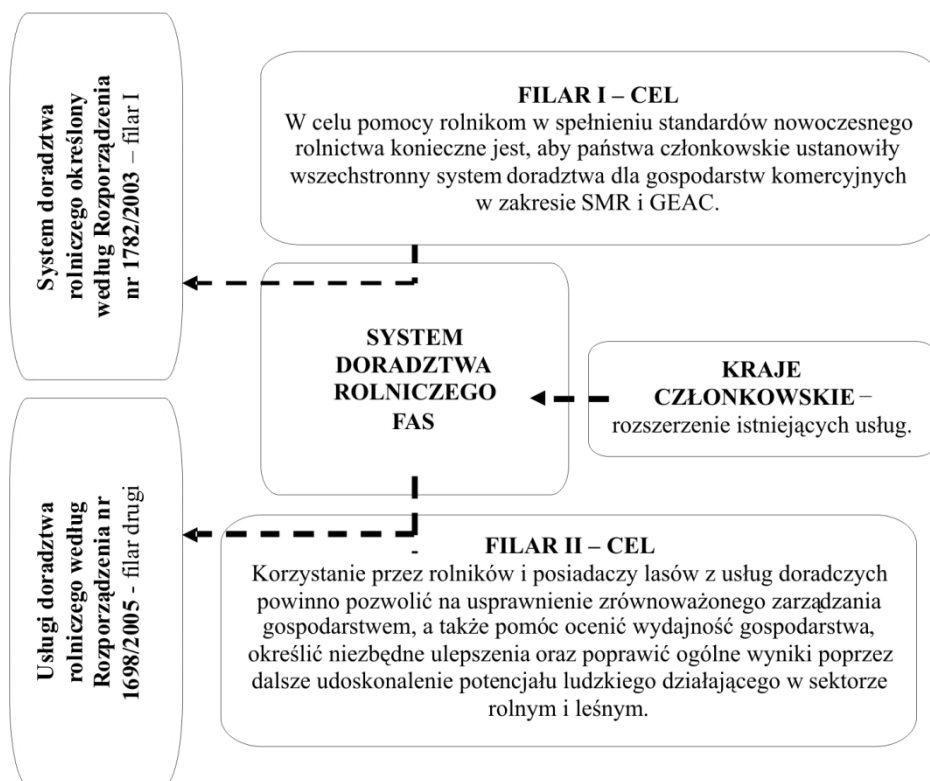 System doradztwa
rolniczego określony
według Rozporządzenia
nr 1782/2003 – filar I
FILAR I – CEL
W celu pomocy rolnikom w spełnieniu standardów nowoczesnego
rolnictwa konieczne jest, aby państwa członkowskie ustanowiły
wszechstronny system doradztwa dla gospodarstw komercyjnych
w zakresie SMR i GEAC.
SYSTEM
DORADZTWA
ROLNICZEGO
FAS
KRAJE
CZŁONKOWSKIE –
rozszerzenie istniejących usług.
Usługi doradztwa
rolniczego według
Rozporządzenia nr
1698/2005 - filar drugi
FILAR II – CEL
Korzystanie przez rolników i posiadaczy lasów z usług doradczych
powinno pozwolić na usprawnienie zrównoważonego zarządzania
gospodarstwem, a także pomóc ocenić wydajność gospodarstwa,
określić niezbędne ulepszenia oraz poprawić ogólne wyniki poprzez
dalsze udoskonalenie potencjału ludzkiego działającego w sektorze
rolnym i leśnym.